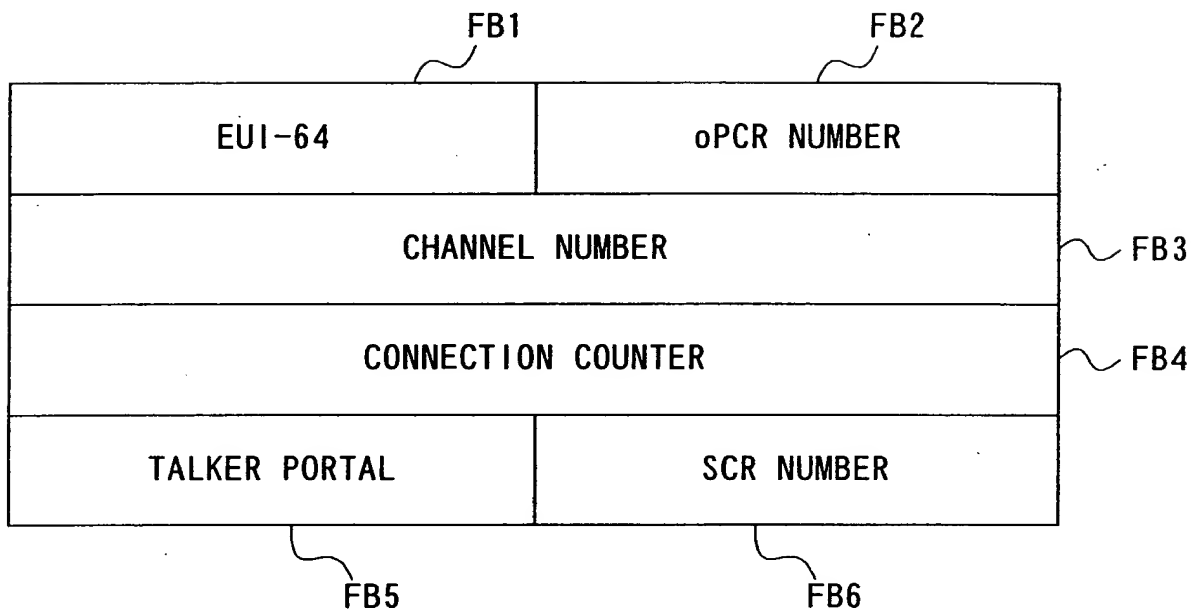 FB1 FB2
EUI-64 oPCR NUMBER
CHANNEL NUMBER FB3
CONNECTION COUNTER FB4
TALKER PORTAL SCR NUMBER
FB5 FB6